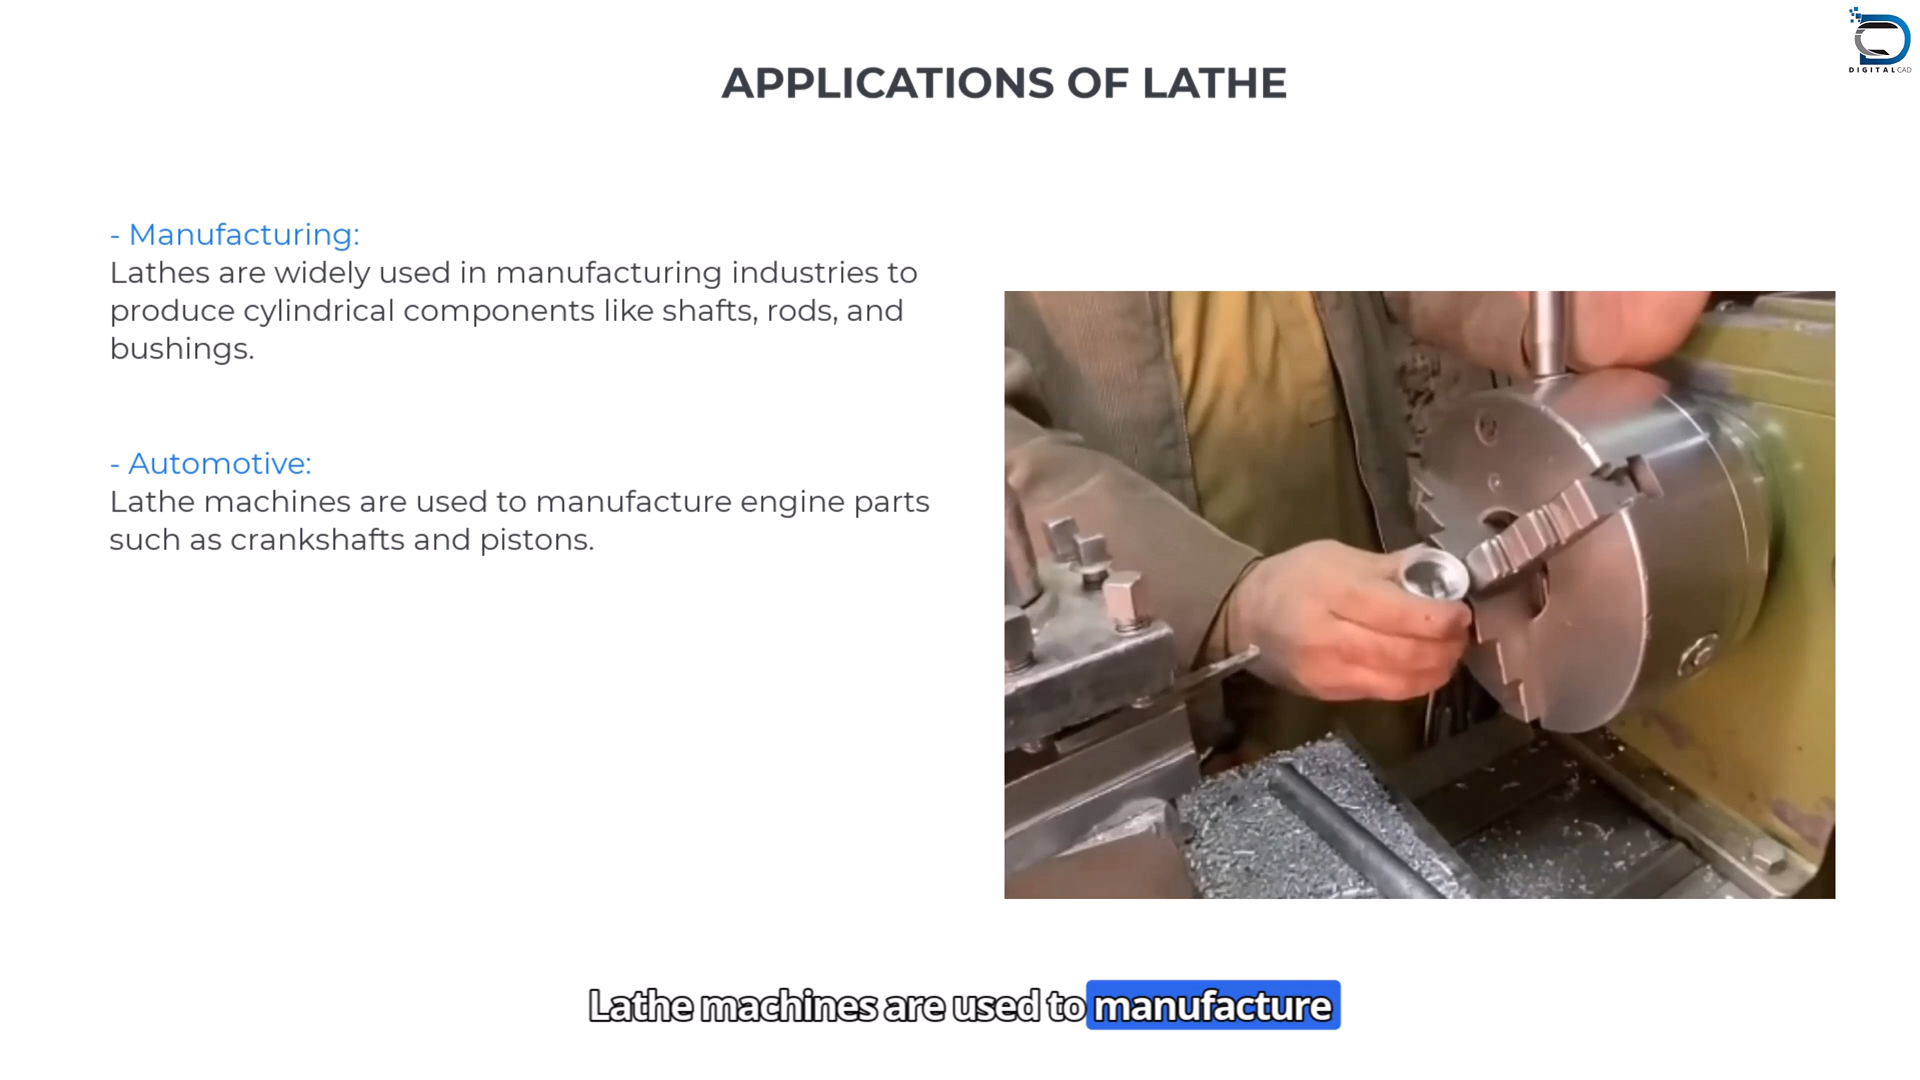 DIGITALCAD
APPLICATIONS OF LATHE
- Manufacturing:
Lathes are widely used in manufacturing industries to
produce cylindrical components like shafts, rods, and
bushings.
- Automotive:
Lathe machines are used to manufacture engine parts
such as crankshafts and pistons.
Lathe machines are used to manufacture